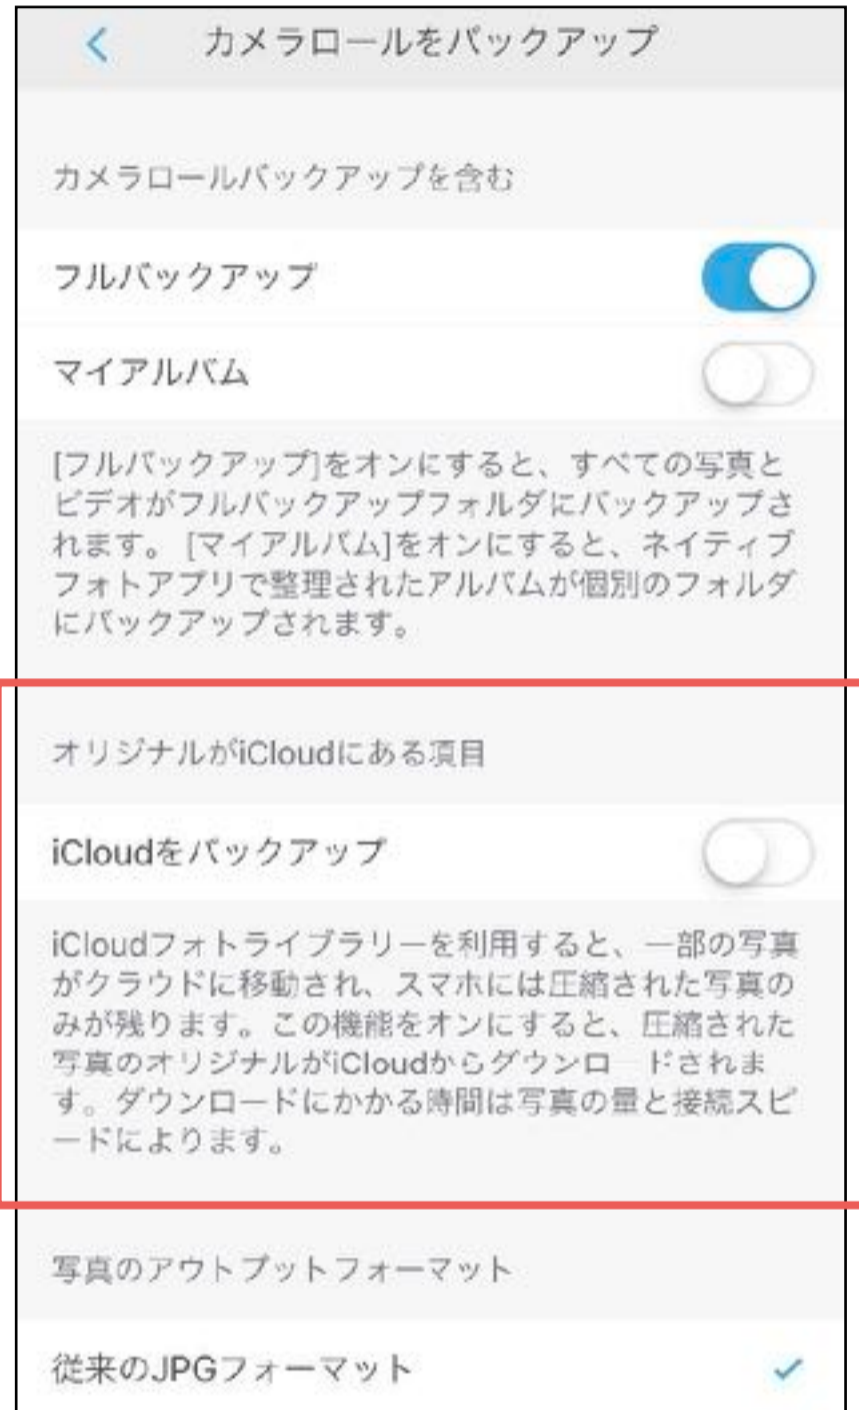 カメラロールをバックアップ
カメラロールバックアップを含む
フルバックアップ
マイアルバム
[フルバックアップ]をオンにすると、すべての写真と
ビデオがフルバックアップフォルダにバックアップさ
れます。 [マイアルバム]をオンにすると、ネイティブ
フォトアプリで整理されたアルバムが個別のフォルダ
にバックアップされます。
オリジナルがiCloudにある項目
iCloudをバックアップ
iCloudフォトライブラリーを利用すると、一部の写真
がクラウドに移動され、スマホには圧縮された写真の
みが残ります。この機能をオンにすると、圧縮された
写真のオリジナルがiCloudからダウンロードされま
す。ダウンロードにかかる時間は写真の量と接続スピ
ードによります。
写真のアウトプットフォーマット
従来のJPGフォーマット